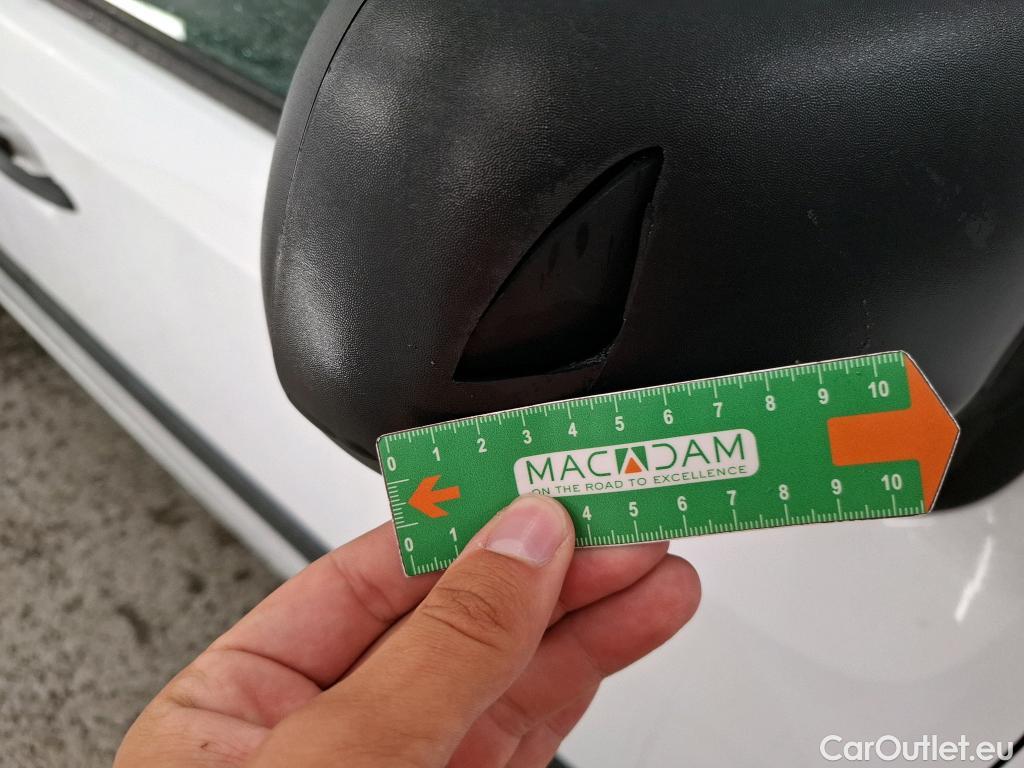 0 1 2 3 4 5 6 7 8 9 10
MACADAM
ON THE ROAD TO EXCELLENCE
0 1 4 5 6 7 8 9 10
CarOutlet.eu